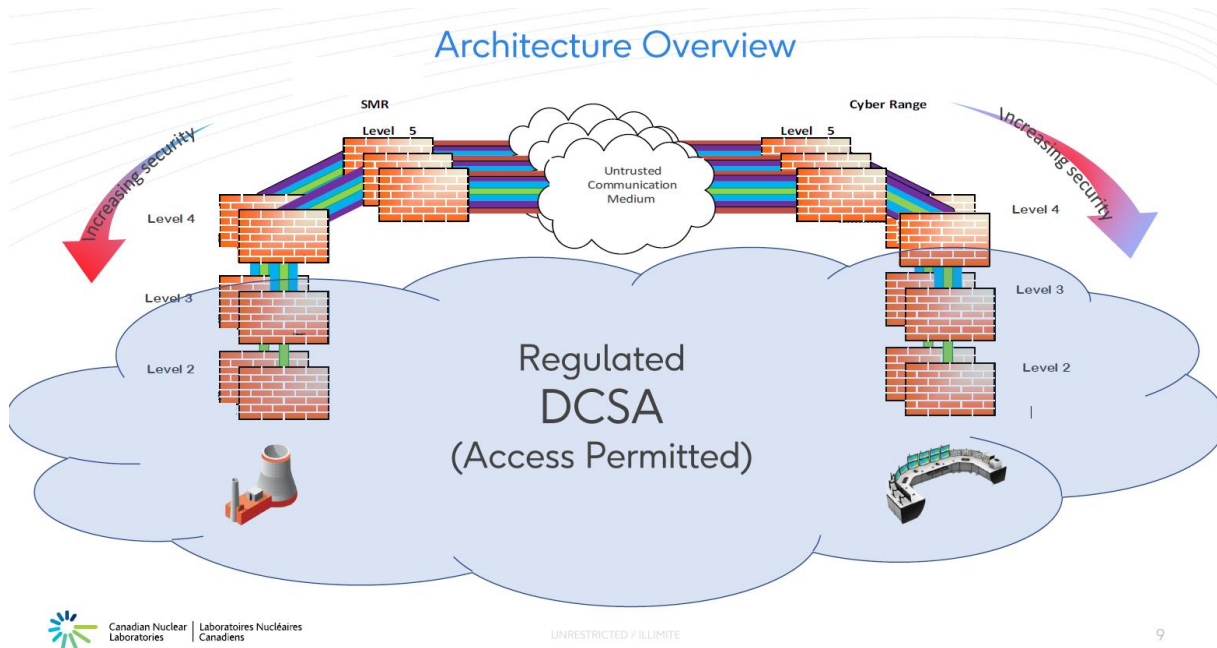 Architecture Overview
SMR
Cyber Range
Level 5
Level 5
Increasing security
Increasing security
Untrusted
Communication
Medium
Level 4
Level 4
Level 3
Level 3
Level 2
Level 2
Regulated
DCSA
(Access Permitted)
Canadian Nuclear
Laboratories
Laboratoires Nucléaires
Canadiens
UNRESTRICTED / ILLIMITE
9